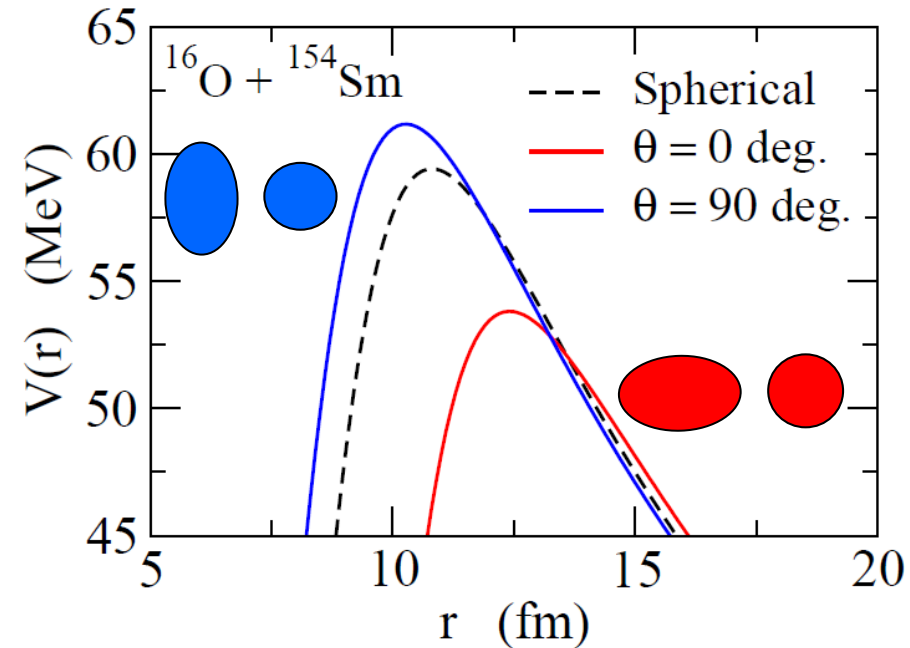 65
60
55
50
45
V(r) (MeV)
¹⁶O + ¹⁵⁴Sm
Spherical
θ = 0 deg.
θ = 90 deg.
5 10 15 20
r (fm)